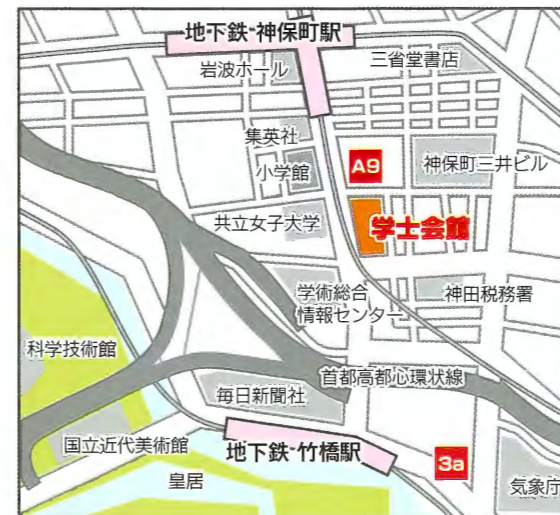 地下鉄・神保町駅
岩波ホール
三省堂書店
集英社
小学館
A9
神保町三井ビル
共立女子大学
学士会館
学術総合
情報センター
神田税務署
科学技術館
首都高都心環状線
毎日新聞社
国立近代美術館
地下鉄・竹橋駅
3a
皇居
気象庁